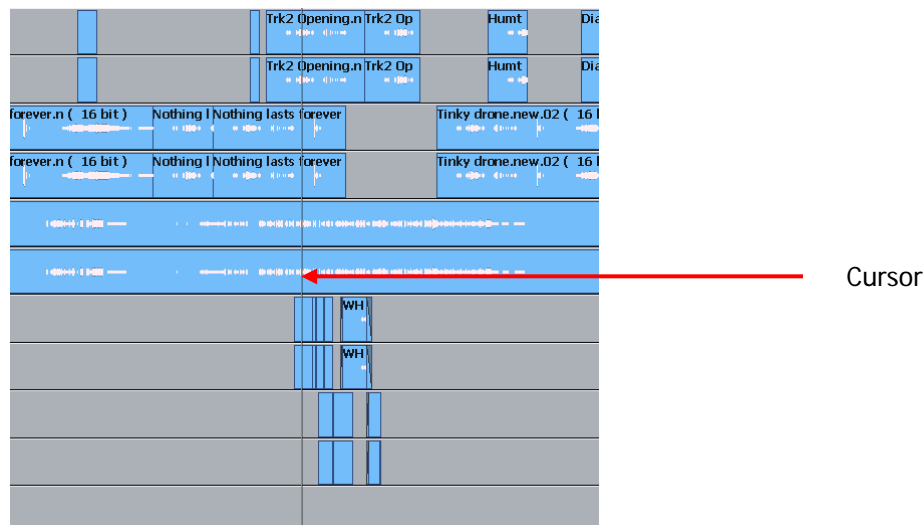 Trk2 Opening.n Trk2 Op Humt Dia
Trk2 Opening.n Trk2 Op Humt Dia
forever.n ( 16 bit ) Nothing l Nothing lasts forever Tinky drone.new.02 ( 16 l
forever.n ( 16 bit ) Nothing l Nothing lasts forever Tinky drone.new.02 ( 16 l
Cursor
WH
WH